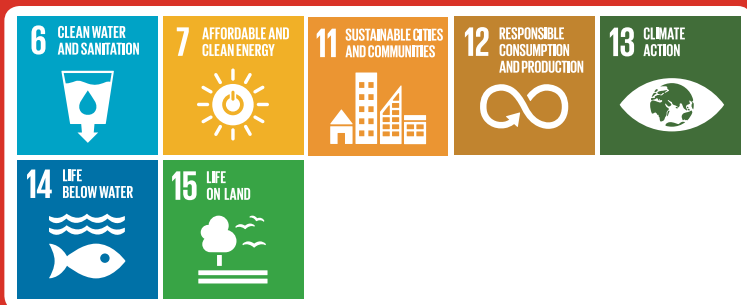 6 CLEAN WATER
AND SANITATION
7 AFFORDABLE AND
CLEAN ENERGY
11 SUSTAINABLE CITIES
AND COMMUNITIES
12 RESPONSIBLE
CONSUMPTION
AND PRODUCTION
13 CLIMATE
ACTION
14 LIFE
BELOW WATER
15 LIFE
ON LAND